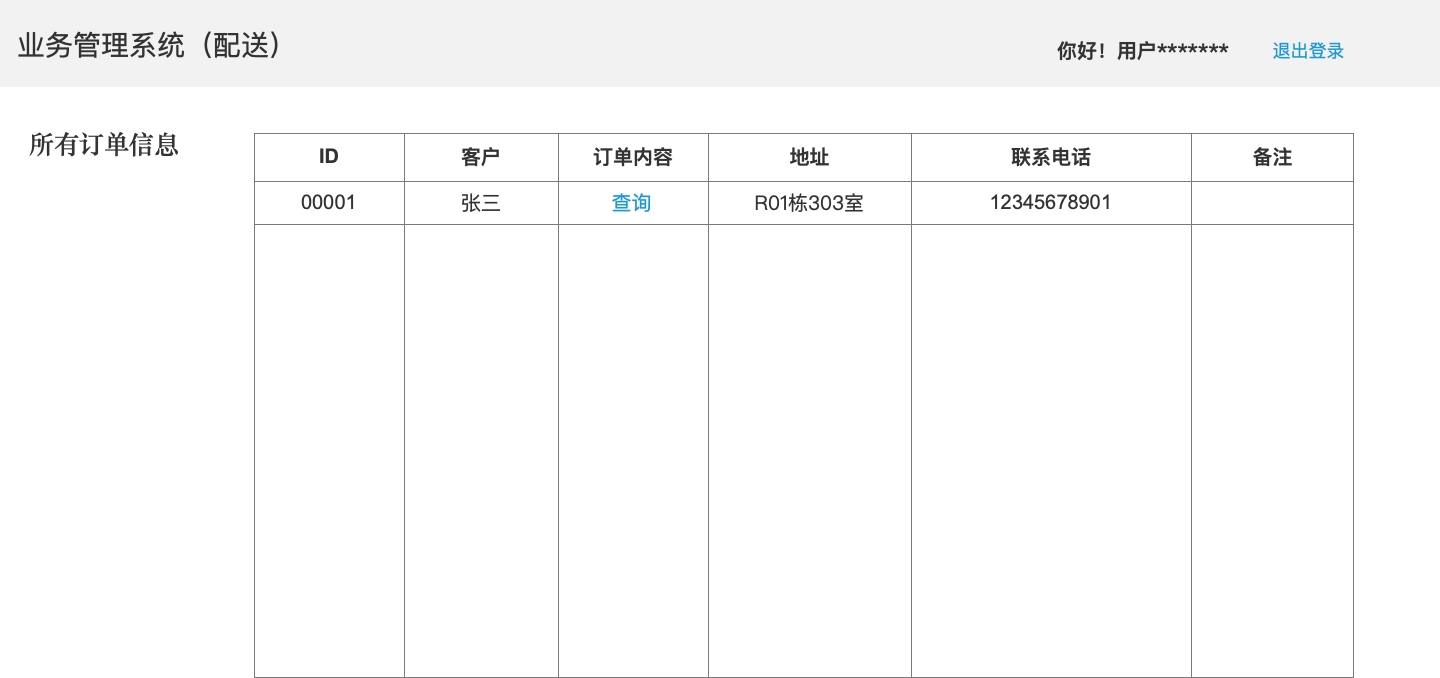 业务管理系统（配送）
你好！用户******* 退出登录
所有订单信息
ID 客户 订单内容 地址 联系电话 备注
00001 张三 查询 R01栋303室 12345678901